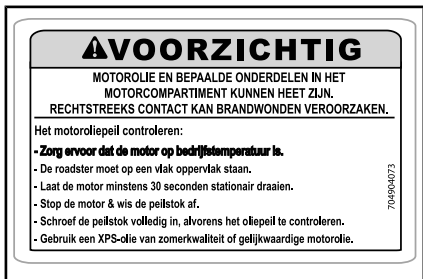 ⚠VOORZICHTIG
MOTOROLIE EN BEPAALDE ONDERDELEN IN HET
MOTORCOMPARTIMENT KUNNEN HEET ZIJN.
RECHTSTREEKS CONTACT KAN BRANDWONDEN VEROORZAKEN.
Het motoroliepeil controleren:
- Zorg ervoor dat de motor op bedrijfstemperatuur is.
- De roadster moet op een vlak oppervlak staan.
- Laat de motor minstens 30 seconden stationair draaien.
- Stop de motor & wis de peilstok af.
- Schroef de peilstok volledig in, alvorens het oliepeil te controleren.
- Gebruik een XPS-olie van zomerkwaliteit of gelijkwaardige motorolie.
704904073